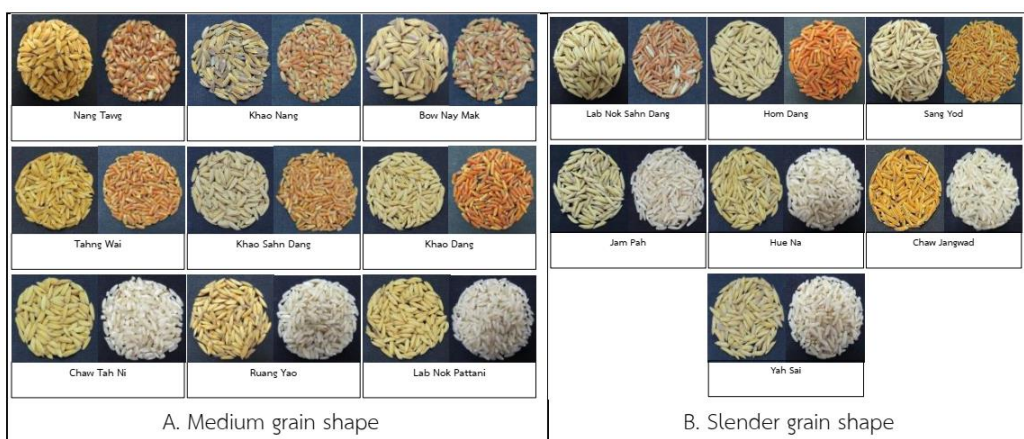 Nang Tawg
Khao Nang
Bow Nay Mak
Tahng Wai
Khao Sahn Dang
Khao Dang
Chaw Tah Ni
Ruang Yao
Lab Nok Pattani
A. Medium grain shape
Lab Nok Sahn Dang
Hom Dang
Sang Yod
Jam Pah
Hue Na
Chaw Jangwad
Yah Sai
B. Slender grain shape